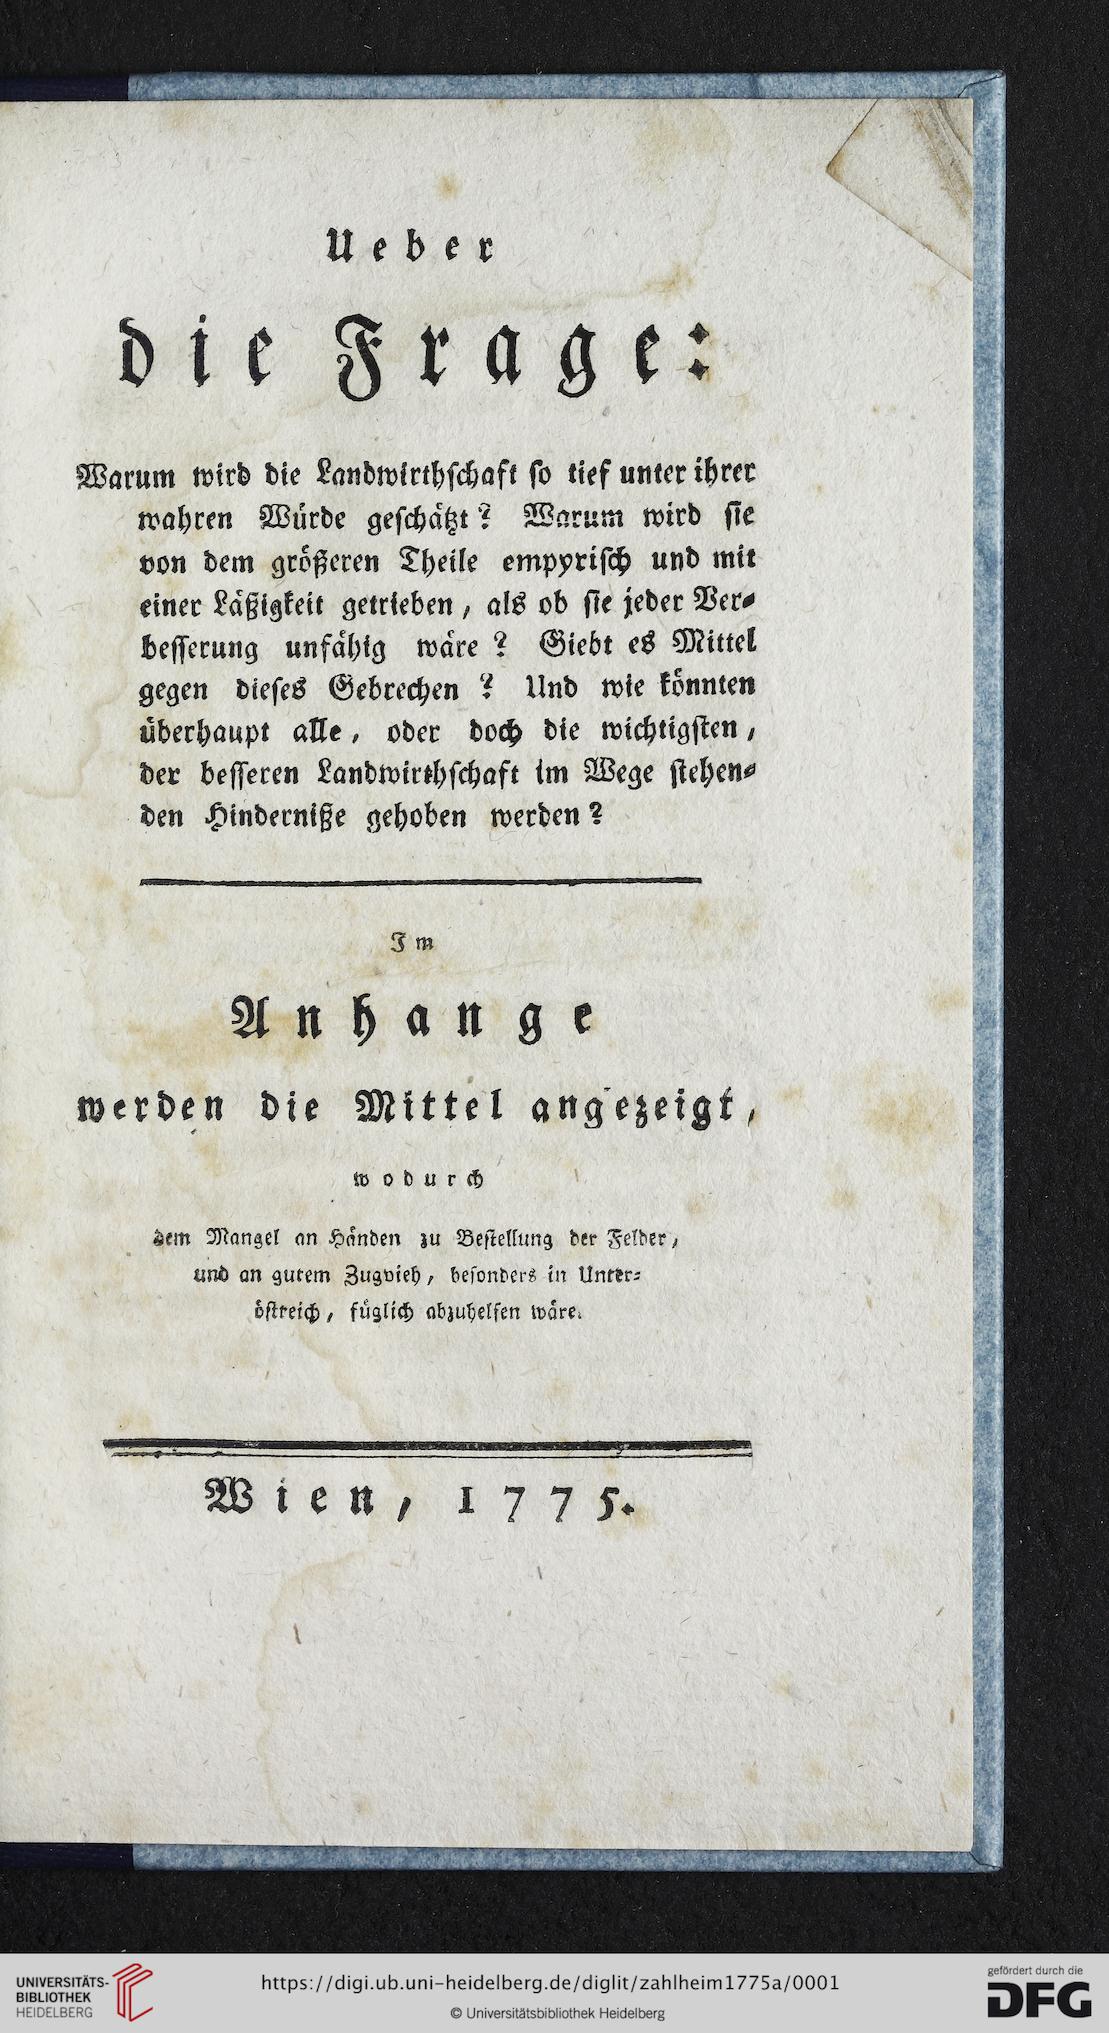 Ueber
die Frage:
Warum wird die Landwirthſchaft ſo tief unter ihrer
wahren Würde geſchätzt? Warum wird ſie
von dem größeren Theile empyriſch und mit
einer Läßigkeit getrieben, als ob ſie jeder Ver⸗
beſſerung unfähig wäre? Giebt es Mittel
gegen dieſes Gebrechen? Und wie könnten
überhaupt alle, oder doch die wichtigſten,
der beſſeren Landwirthſchaft im Wege ſtehen⸗
den Hinderniße gehoben werden?
Im
Anhange
werden die Mittel angezeigt,
wodurch
dem Mangel an Händen zu Beſtellung der Felder,
und an gutem Zugvieh, beſonders in Unter⸗
öſtreich, füglich abzuhelfen wäre.
Wien, 1775.
UNIVERSITÄTS-
BIBLIOTHEK
HEIDELBERG
https://digi.ub.uni-heidelberg.de/diglit/zahlheim1775a/0001
© Universitätsbibliothek Heidelberg
gefördert durch die
DFG